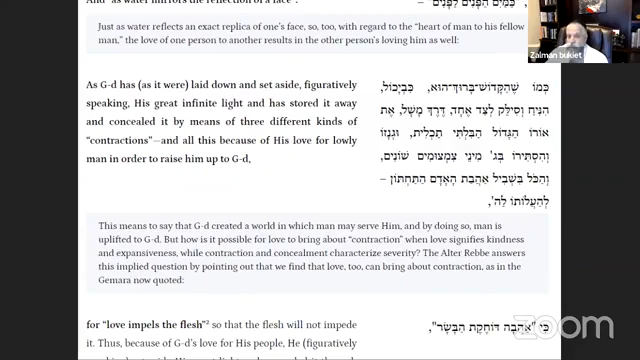 And "as water mirrors the reflection of a face":
"כַּמַּיִם הַפָּנִים לַפָּנִים" –
Just as water reflects an exact replica of one's face, so, too, with regard to the "heart of man to his fellow
man," the love of one person to another results in the other person's loving him as well:
As G-d has (as it were) laid down and set aside, figuratively
speaking, His great infinite light and has stored it away
and concealed it by means of three different kinds of
"contractions"—and all this because of His love for lowly
man in order to raise him up to G-d,
כְּמוֹ שֶׁהַקָּדוֹשׁ־בָּרוּךְ־הוּא, כִּבְיָכוֹל,
הִנִּיחַ וְסִילֵּק לְצַד אֶחָד, דֶּרֶךְ מָשָׁל, אֶת
אוֹרוֹ הַגָּדוֹל הַבִּלְתִּי תַכְלִית, וּגְנָזוֹ
וְהִסְתִּירוֹ בְּג' מִינֵי צִמְצוּמִים שׁוֹנִים,
וְהַכֹּל בִּשְׁבִיל אַהֲבַת הָאָדָם הַתַּחְתּוֹן –
לְהַעֲלוֹתוֹ לַה',
This means to say that G-d created a world in which man may serve Him, and by doing so, man is
uplifted to G-d. But how is it possible for love to bring about "contraction" when love signifies kindness
and expansiveness, while contraction and concealment characterize severity? The Alter Rebbe answers
this implied question by pointing out that we find that love, too, can bring about contraction, as in the
Gemara now quoted:
for "love impels the flesh"² so that the flesh will not impede
it. Thus, because of G-d's love for His people, He (figuratively
כִּי "אַהֲבָה דּוֹחֶקֶת הַבָּשָׂר",
Zalman bukiet
zoom